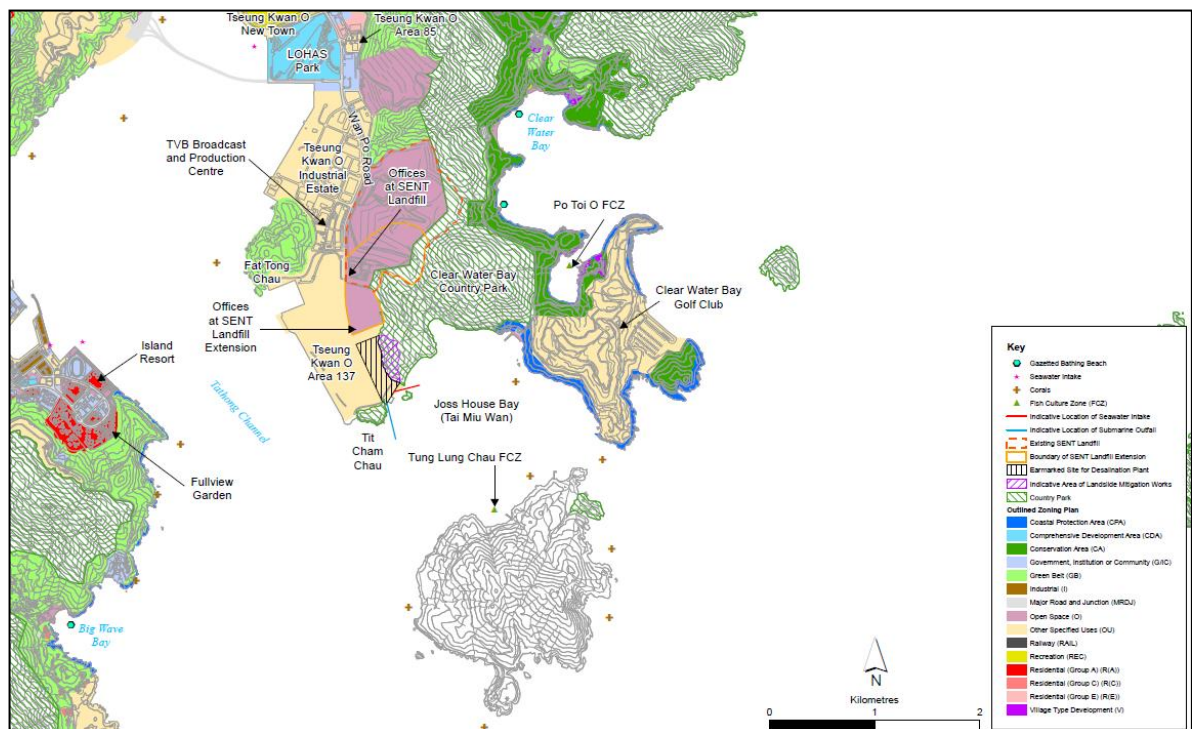 Tseung Kwan O
New Town
Tseung Kwan O
Area 85
LOHAS
Park
Wan Po Road
Clear
Water
Bay
TVB Broadcast
and Production
Centre
Tseung
Kwan O
Industrial
Estate
Offices
at SENT
Landfill
Po Toi O FCZ
Fat Tong
Chau
Clear Water Bay
Country Park
Clear Water Bay
Golf Club
Offices
at SENT
Landfill
Extension
Island
Resort
Tseung
Kwan O
Area 137
Tathong Channel
Joss House Bay
(Tai Miu Wan)
Tit
Cham
Chau
Tung Lung Chau FCZ
Fullview
Garden
Big Wave
Bay
N
Kilometres
0 1 2
Key
Gazetted Bathing Beach
Seawater Intake
Corals
Fish Culture Zone (FCZ)
Indicative Location of Seawater Intake
Indicative Location of Submarine Outfall
Existing SENT Landfill
Boundary of SENT Landfill Extension
Earmarked Site for Desalination Plant
Indicative Area of Landslide Mitigation Works
Country Park
Outlined Zoning Plan
Coastal Protection Area (CPA)
Comprehensive Development Area (CDA)
Conservation Area (CA)
Government, Institution or Community (G/IC)
Green Belt (GB)
Industrial (I)
Major Road and Junction (MRDJ)
Open Space (O)
Other Specified Uses (OU)
Railway (RAIL)
Recreation (REC)
Residential (Group A) (R(A))
Residential (Group C) (R(C))
Residential (Group E) (R(E))
Village Type Development (V)